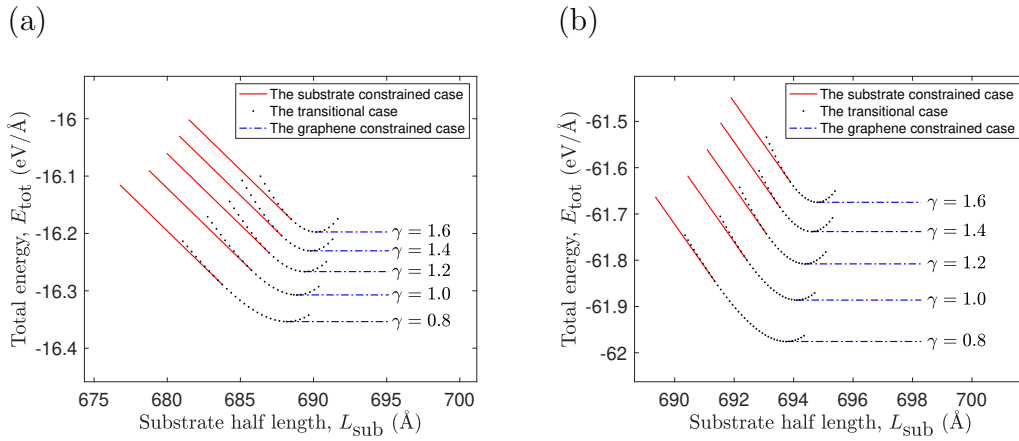 (a)
The substrate constrained case
The transitional case
The graphene constrained case
Total energy, E_tot (eV/Å)
-16
-16.1
-16.2
-16.3
-16.4
γ = 1.6
γ = 1.4
γ = 1.2
γ = 1.0
γ = 0.8
675 680 685 690 695 700
Substrate half length, L_sub (Å)
(b)
The substrate constrained case
The transitional case
The graphene constrained case
Total energy, E_tot (eV/Å)
-61.5
-61.6
-61.7
-61.8
-61.9
-62
γ = 1.6
γ = 1.4
γ = 1.2
γ = 1.0
γ = 0.8
690 692 694 696 698 700
Substrate half length, L_sub (Å)